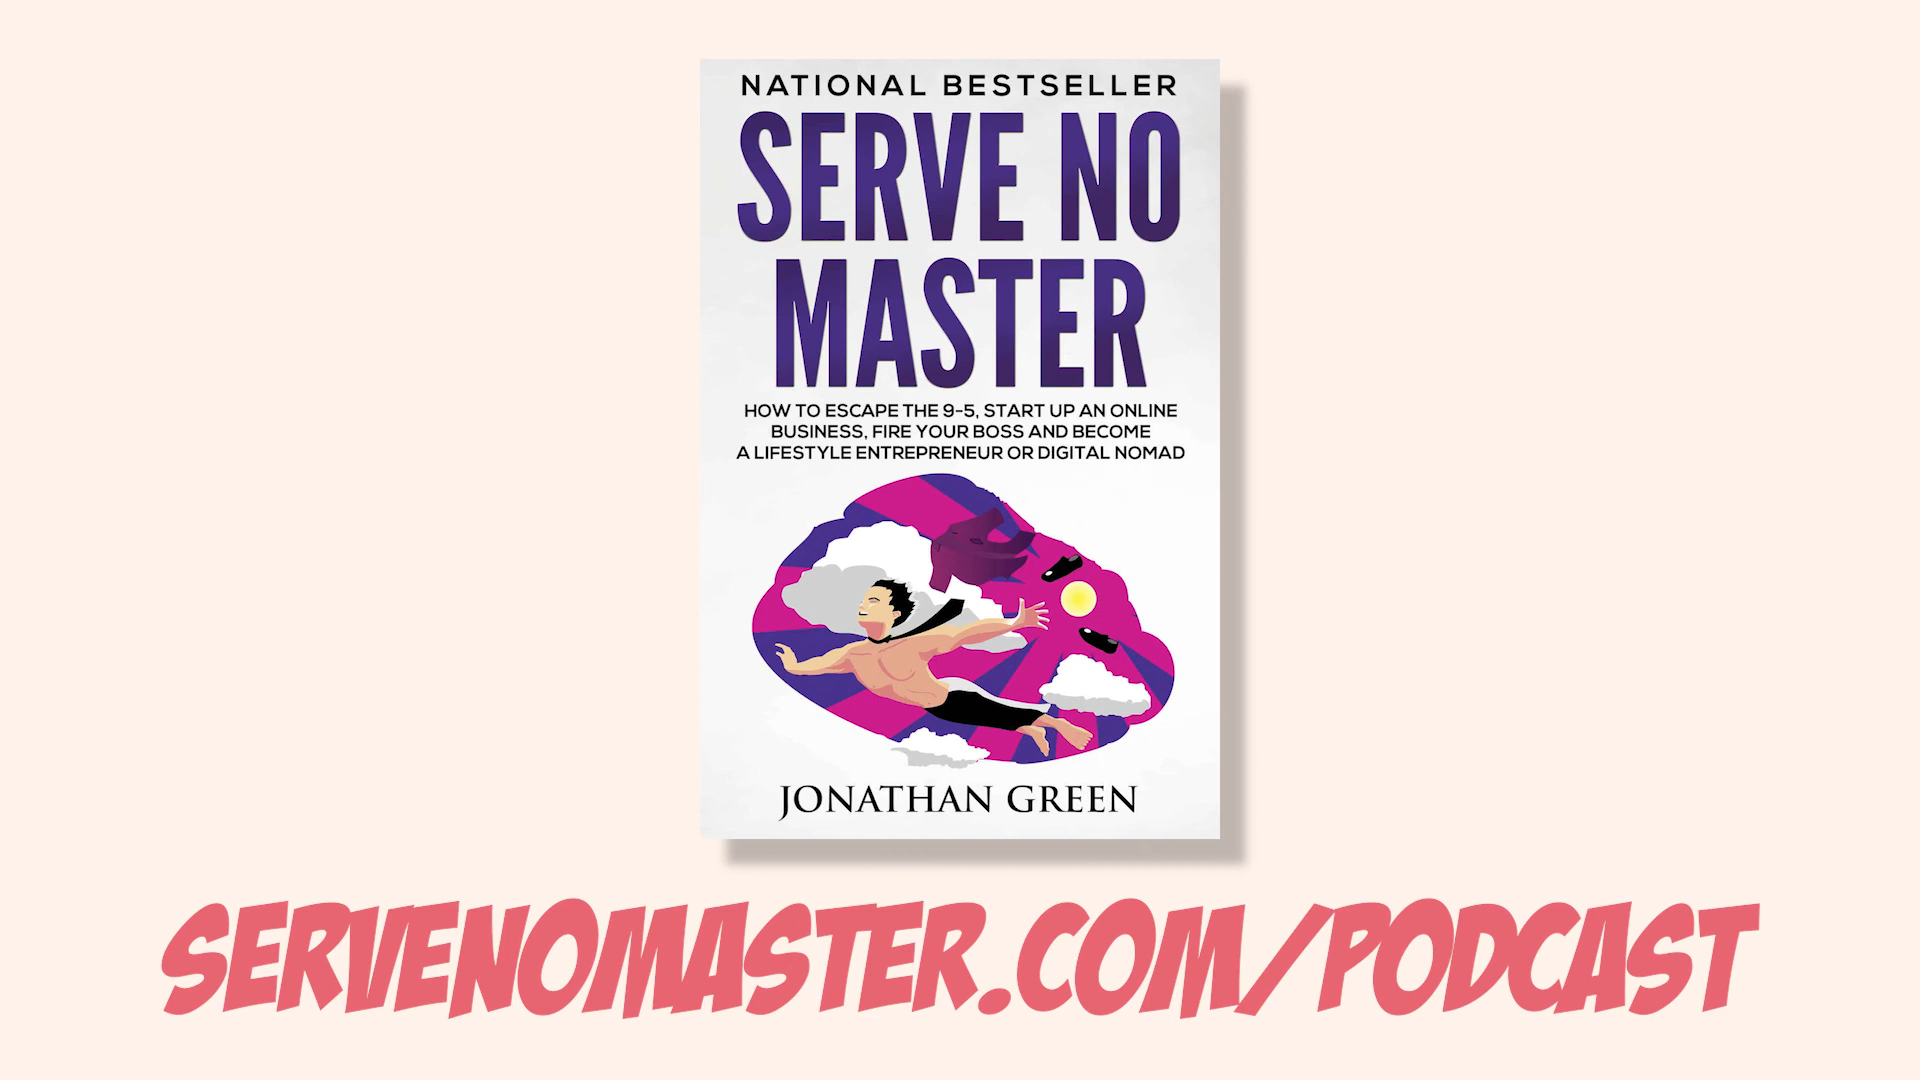 NATIONAL BESTSELLER
SERVE NO
MASTER
HOW TO ESCAPE THE 9-5, START UP AN ONLINE
BUSINESS, FIRE YOUR BOSS AND BECOME
A LIFESTYLE ENTREPRENEUR OR DIGITAL NOMAD
JONATHAN GREEN
SERVENOMASTER.COM/PODCAST